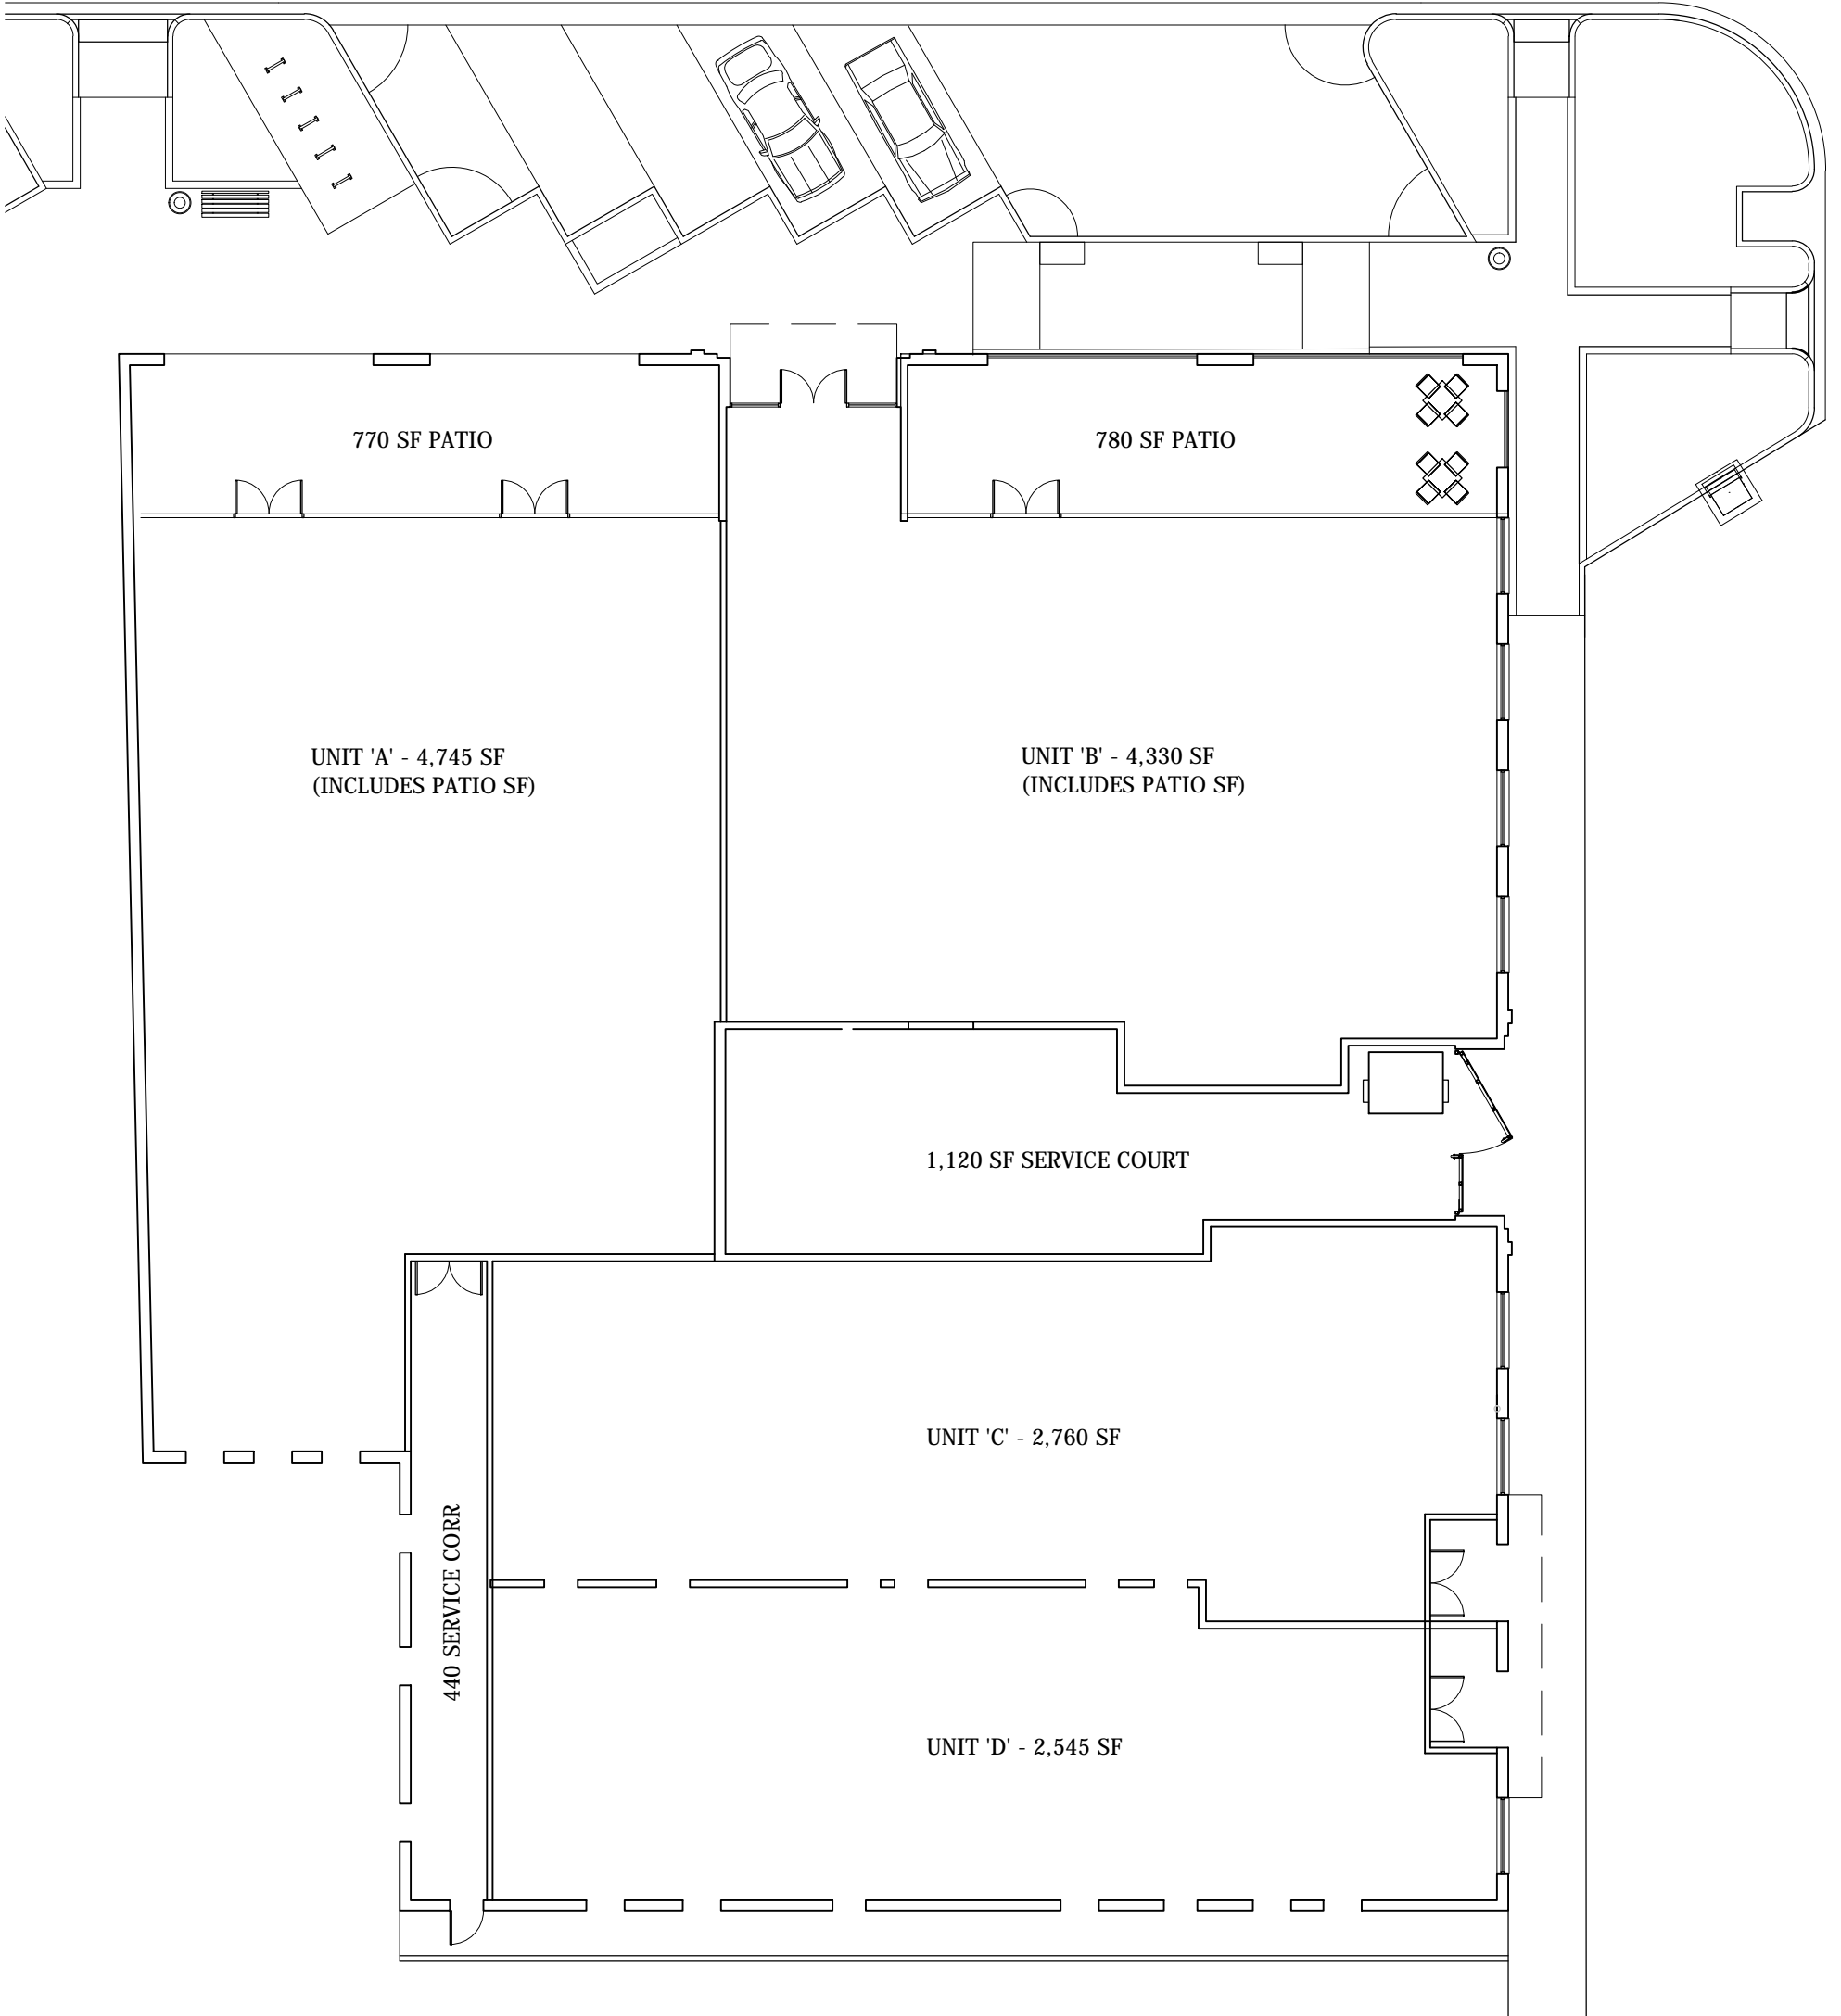 770 SF PATIO
780 SF PATIO
UNIT 'A' - 4,745 SF
(INCLUDES PATIO SF)
UNIT 'B' - 4,330 SF
(INCLUDES PATIO SF)
1,120 SF SERVICE COURT
UNIT 'C' - 2,760 SF
440 SERVICE CORR
UNIT 'D' - 2,545 SF